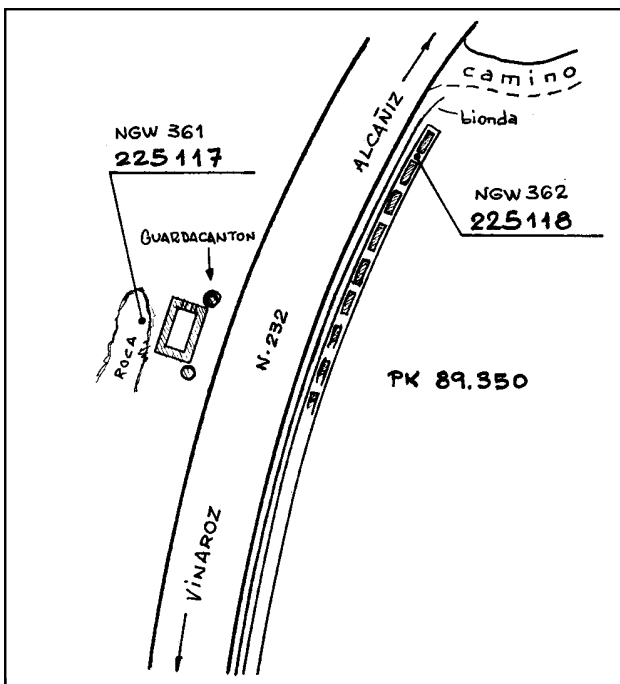 camino
bionda
ALCAÑIZ
NGW 361
225117
NGW 362
225118
GUARDACANTON
ROCA
N-232
PK 89.350
VINAROZ